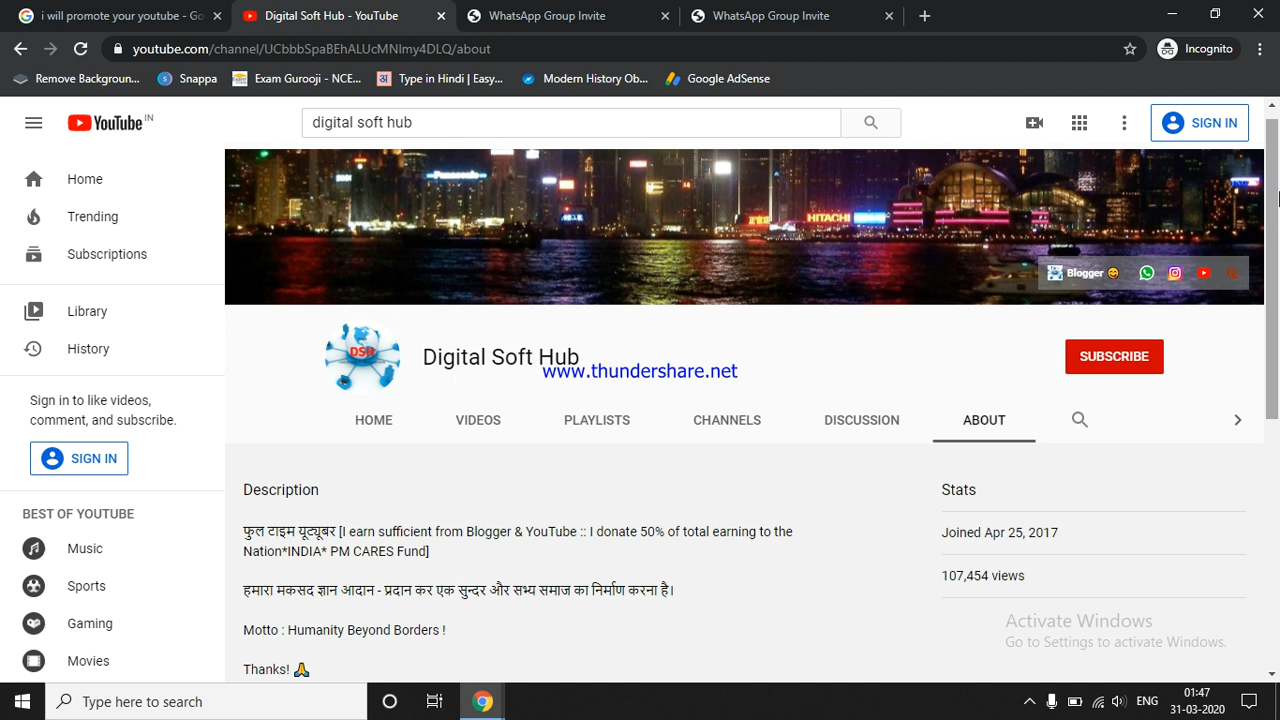 i will promote your youtube - Go
Digital Soft Hub - YouTube
WhatsApp Group Invite
WhatsApp Group Invite
youtube.com/channel/UCbbbSpaBEhALUcMNImy4DLQ/about
Incognito
Remove Backgroun...
Snappa
Exam Gurooji - NCE...
अ Type in Hindi | Easy...
Modern History Ob...
Google AdSense
YouTube IN
digital soft hub
SIGN IN
Home
Trending
Subscriptions
Library
History
Sign in to like videos,
comment, and subscribe.
SIGN IN
BEST OF YOUTUBE
Music
Sports
Gaming
Movies
Panasonic
HITACHI
Blogger
DSH
Digital Soft Hub
www.thundershare.net
SUBSCRIBE
HOME
VIDEOS
PLAYLISTS
CHANNELS
DISCUSSION
ABOUT
Description
फुल टाइम यूट्यूबर [I earn sufficient from Blogger & YouTube :: I donate 50% of total earning to the
Nation*INDIA* PM CARES Fund]
हमारा मकसद ज्ञान आदान - प्रदान कर एक सुन्दर और सभ्य समाज का निर्माण करना है।
Motto : Humanity Beyond Borders !
Thanks! 🙏
Stats
Joined Apr 25, 2017
107,454 views
Activate Windows
Go to Settings to activate Windows.
Type here to search
ENG
01:47
31-03-2020